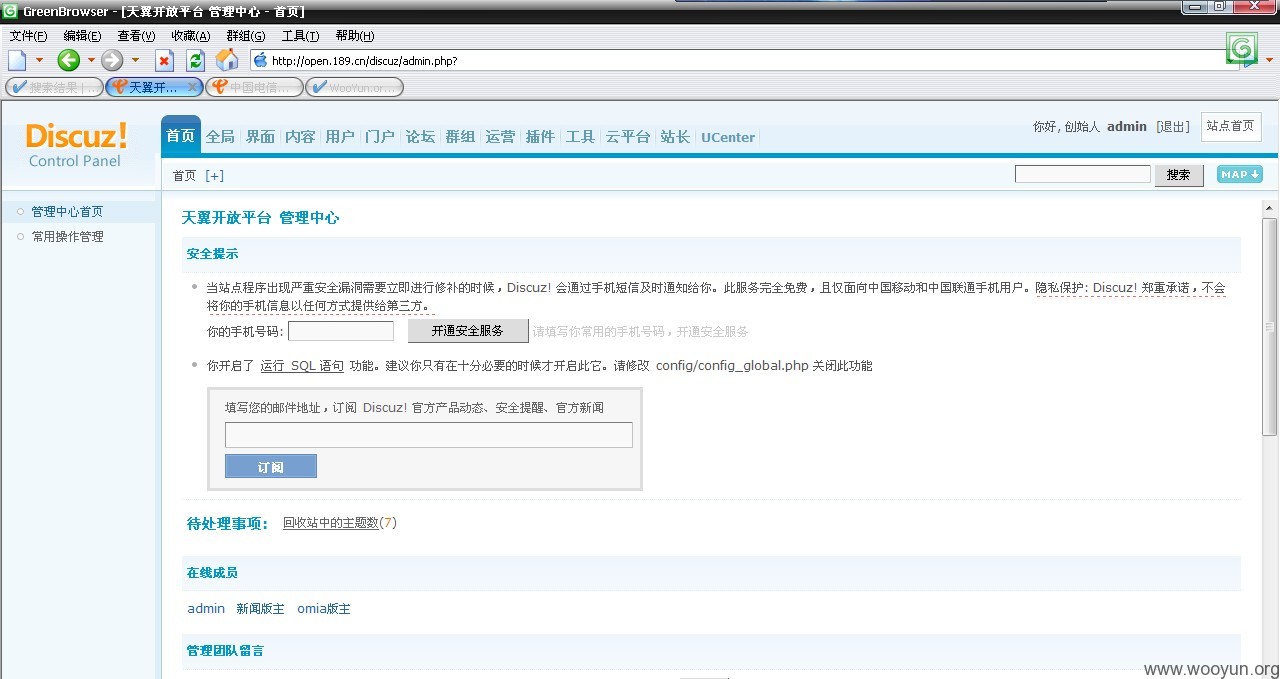 GreenBrowser - [天翼开放平台 管理中心 - 首页]
文件(F) 编辑(E) 查看(V) 收藏(A) 群组(G) 工具(T) 帮助(H)
http://open.189.cn/discuz/admin.php?
搜索结果 | ... 天翼开... 中国电信... WooYun.or...
Discuz!
Control Panel
首页 全局 界面 内容 用户 门户 论坛 群组 运营 插件 工具 云平台 站长 UCenter
你好, 创始人 admin [退出] 站点首页
首页 [+]
搜索 MAP
管理中心首页
常用操作管理
天翼开放平台 管理中心
安全提示
当站点程序出现严重安全漏洞需要立即进行修补的时候，Discuz! 会通过手机短信及时通知给你。此服务完全免费，且仅面向中国移动和中国联通手机用户。隐私保护: Discuz! 郑重承诺，不会
将你的手机信息以任何方式提供给第三方。
你的手机号码: 开通安全服务 请填写你常用的手机号码，开通安全服务
你开启了 运行 SQL 语句 功能。建议你只有在十分必要的时候才开启此它。请修改 config/config_global.php 关闭此功能
填写您的邮件地址，订阅 Discuz! 官方产品动态、安全提醒、官方新闻
订阅
待处理事项: 回收站中的主题数(7)
在线成员
admin 新闻版主 omia版主
管理团队留言
www.wooyun.org